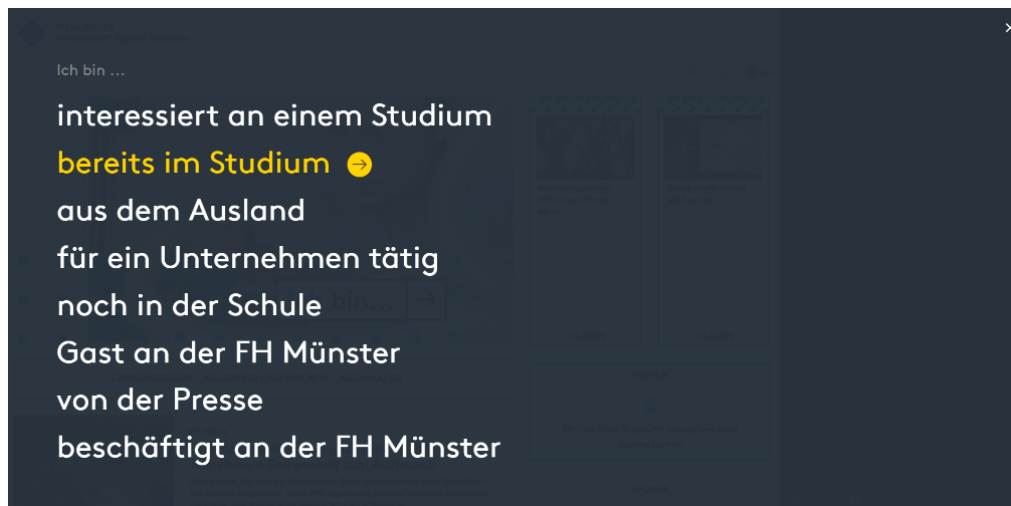 Ich bin ...
interessiert an einem Studium
bereits im Studium
aus dem Ausland
für ein Unternehmen tätig
noch in der Schule
bin...
Gast an der FH Münster
von der Presse
beschäftigt an der FH Münster